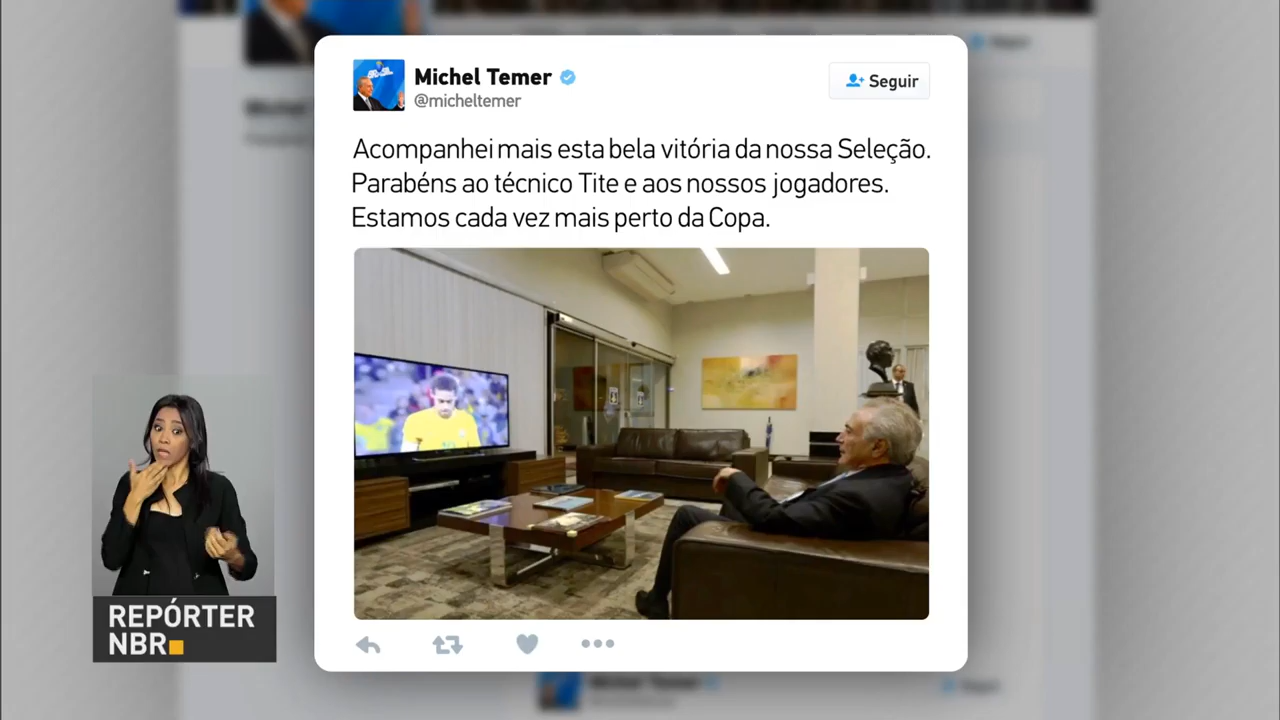 Michel Temer
@micheltemer
Seguir
Acompanhei mais esta bela vitória da nossa Seleção.
Parabéns ao técnico Tite e aos nossos jogadores.
Estamos cada vez mais perto da Copa.
REPÓRTER
NBR